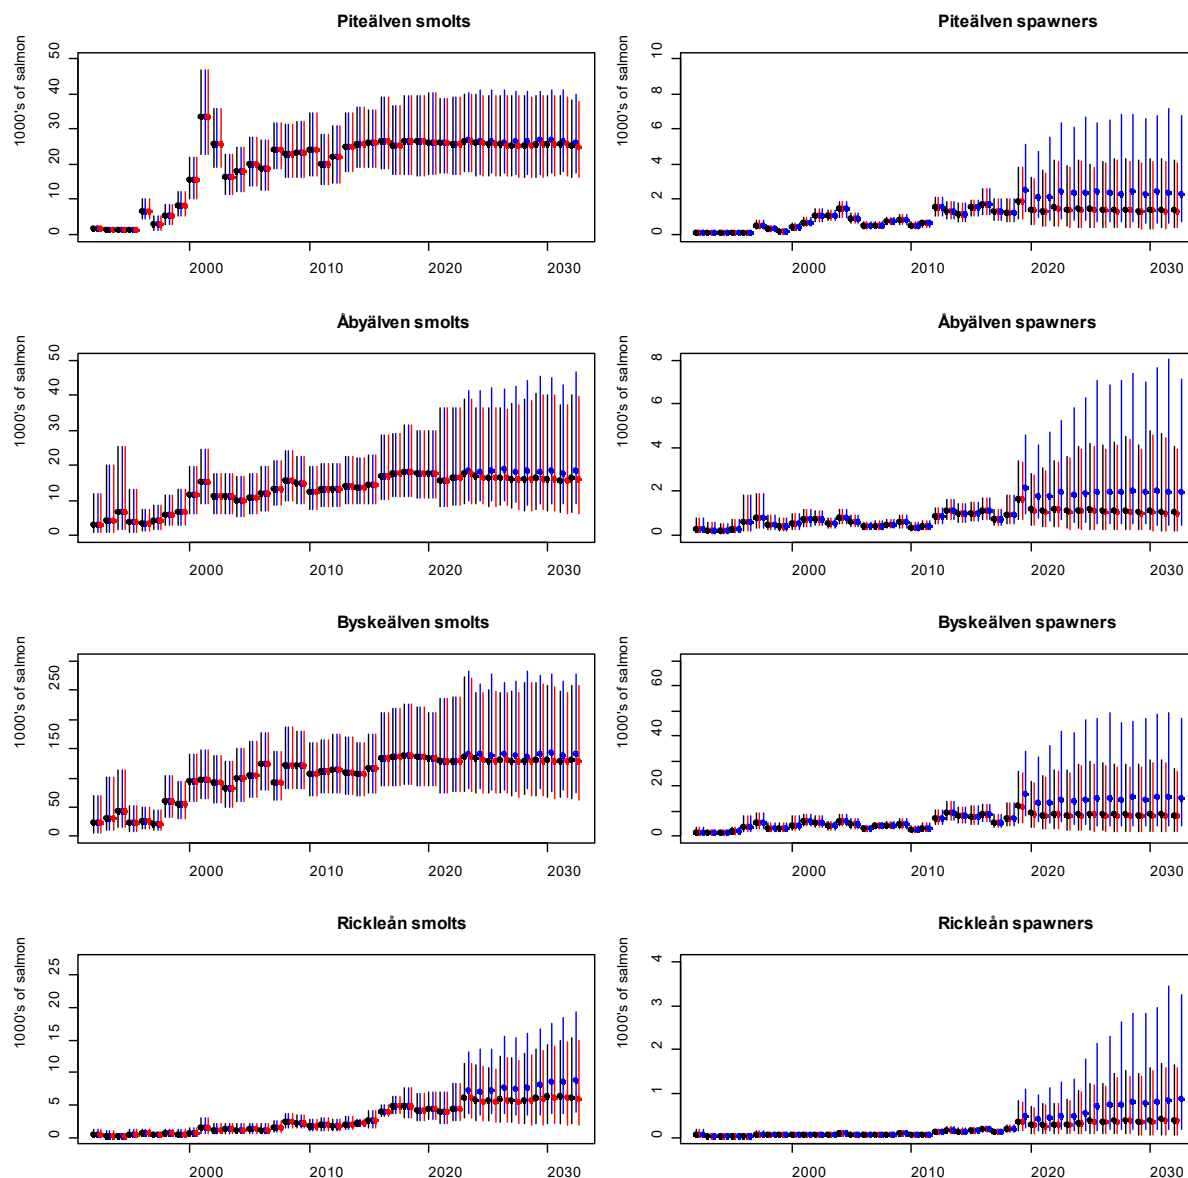 Piteälven smolts
1000's of salmon
0 10 20 30 40 50
2000 2010 2020 2030
Piteälven spawners
1000's of salmon
0 2 4 6 8 10
2000 2010 2020 2030
Åbyälven smolts
1000's of salmon
0 10 20 30 40 50
2000 2010 2020 2030
Åbyälven spawners
1000's of salmon
0 2 4 6 8
2000 2010 2020 2030
Byskeälven smolts
1000's of salmon
0 50 150 250
2000 2010 2020 2030
Byskeälven spawners
1000's of salmon
0 20 40 60
2000 2010 2020 2030
Rickleån smolts
1000's of salmon
0 5 10 15 20 25
2000 2010 2020 2030
Rickleån spawners
1000's of salmon
0 1 2 3 4
2000 2010 2020 2030